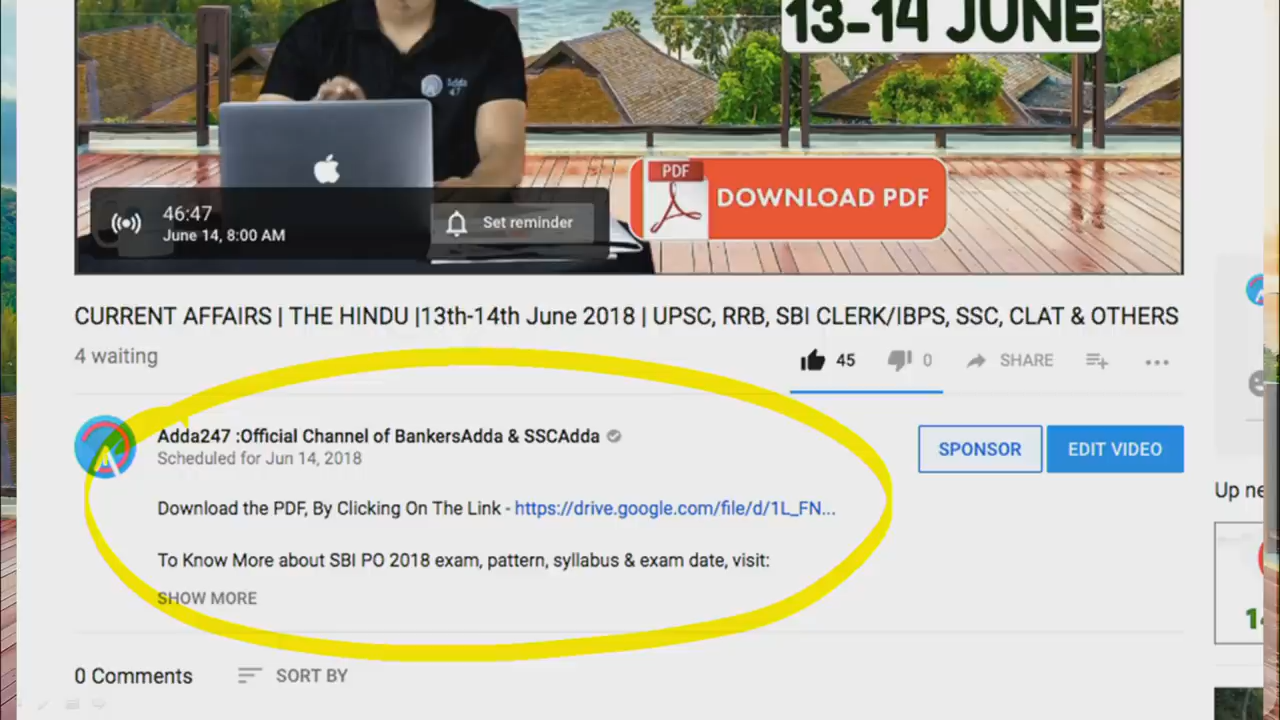 13-14 JUNE
Adda
47
PDF
DOWNLOAD PDF
46:47
June 14, 8:00 AM
Set reminder
CURRENT AFFAIRS | THE HINDU |13th-14th June 2018 | UPSC, RRB, SBI CLERK/IBPS, SSC, CLAT & OTHERS
4 waiting
45
0
SHARE
Adda247 :Official Channel of BankersAdda & SSCAdda
Scheduled for Jun 14, 2018
SPONSOR
EDIT VIDEO
Download the PDF, By Clicking On The Link - https://drive.google.com/file/d/1L_FN...
To Know More about SBI PO 2018 exam, pattern, syllabus & exam date, visit:
SHOW MORE
Up ne
0 Comments
SORT BY